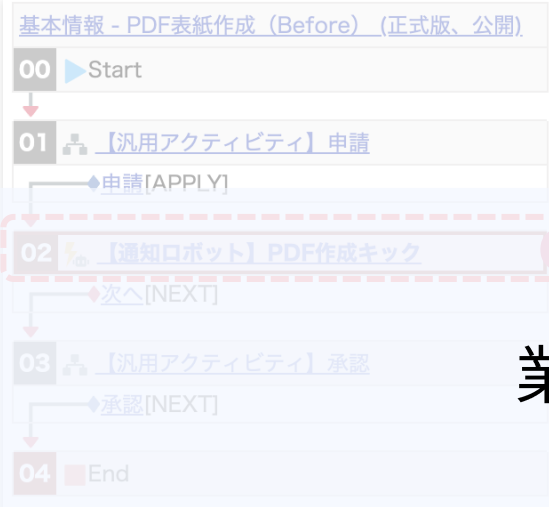 基本情報 - PDF表紙作成（Before） (正式版、公開)
00 Start
01 【汎用アクティビティ】申請
申請[APPLY]
02 【通知ロボット】PDF作成キック
次へ[NEXT]
03 【汎用アクティビティ】承認
承認[NEXT]
04 End